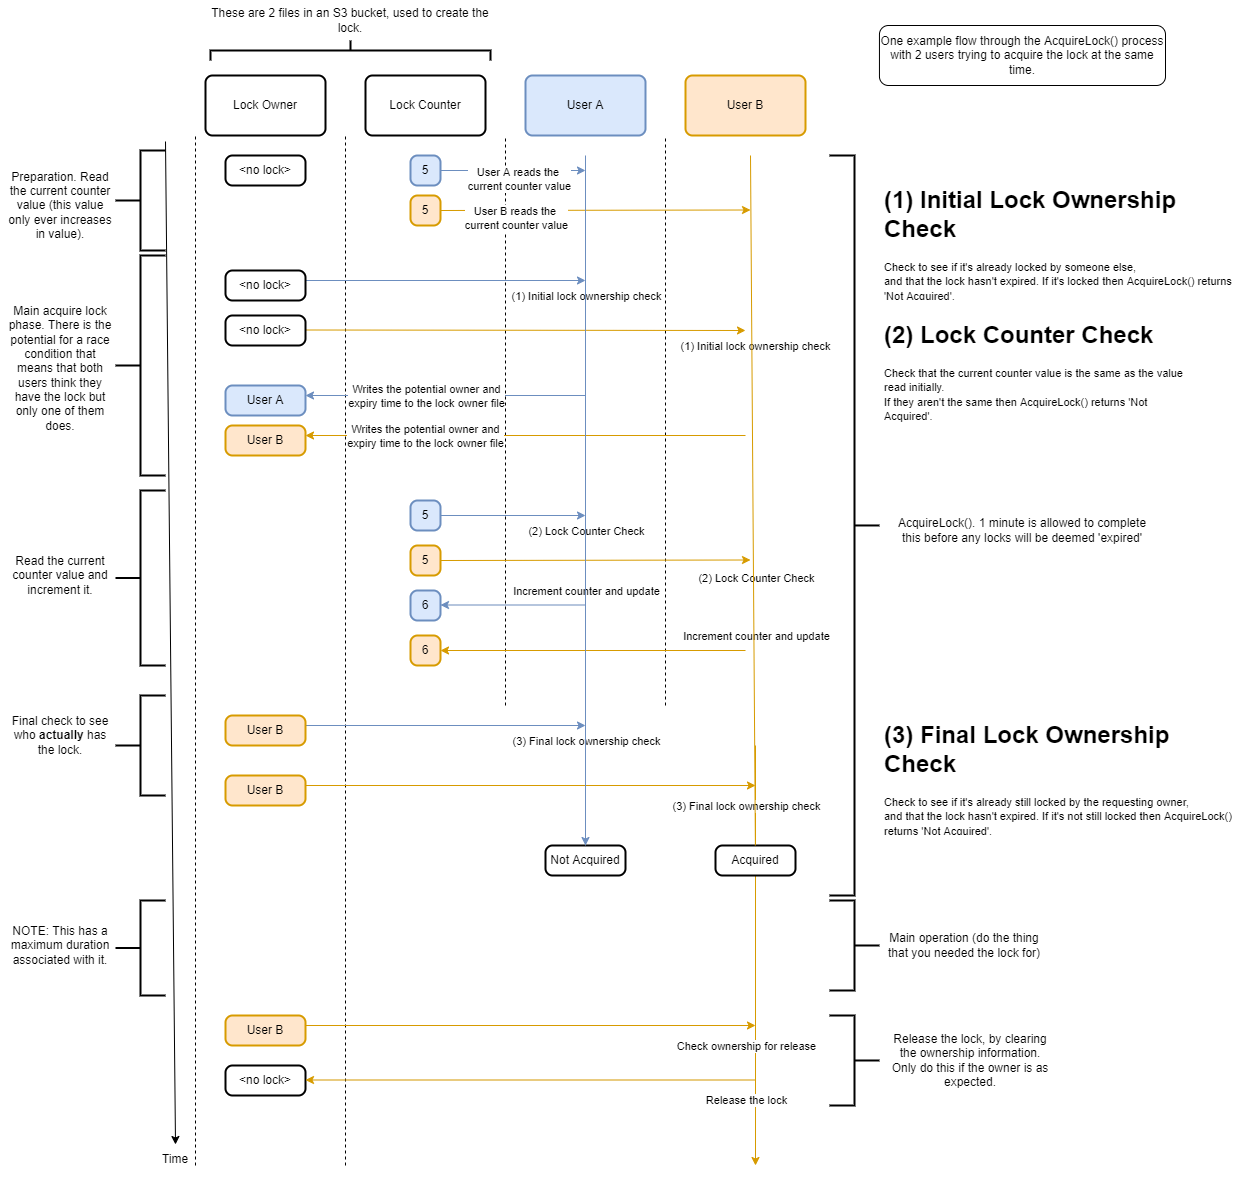 These are 2 files in an S3 bucket, used to create the
lock.
One example flow through the AcquireLock() process
with 2 users trying to acquire the lock at the same
time.
Lock Owner
Lock Counter
User A
User B
Preparation. Read
the current counter
value (this value
only ever increases
in value).
<no lock>
5
User A reads the
current counter value
5
User B reads the
current counter value
(1) Initial Lock Ownership
Check
Check to see if it's already locked by someone else,
and that the lock hasn't expired. If it's locked then AcquireLock() returns
'Not Acquired'.
Main acquire lock
phase. There is the
potential for a race
condition that
means that both
users think they
have the lock but
only one of them
does.
<no lock>
(1) Initial lock ownership check
<no lock>
(1) Initial lock ownership check
(2) Lock Counter Check
Check that the current counter value is the same as the value
read initially.
If they aren't the same then AcquireLock() returns 'Not
Acquired'.
User A
Writes the potential owner and
expiry time to the lock owner file
User B
Writes the potential owner and
expiry time to the lock owner file
Read the current
counter value and
increment it.
5
(2) Lock Counter Check
5
(2) Lock Counter Check
6
Increment counter and update
6
Increment counter and update
AcquireLock(). 1 minute is allowed to complete
this before any locks will be deemed 'expired'
Final check to see
who actually has
the lock.
User B
(3) Final lock ownership check
User B
(3) Final lock ownership check
(3) Final Lock Ownership
Check
Check to see if it's already still locked by the requesting owner,
and that the lock hasn't expired. If it's not still locked then AcquireLock()
returns 'Not Acquired'.
Not Acquired
Acquired
NOTE: This has a
maximum duration
associated with it.
Main operation (do the thing
that you needed the lock for)
User B
Check ownership for release
<no lock>
Release the lock
Release the lock, by clearing
the ownership information.
Only do this if the owner is as
expected.
Time